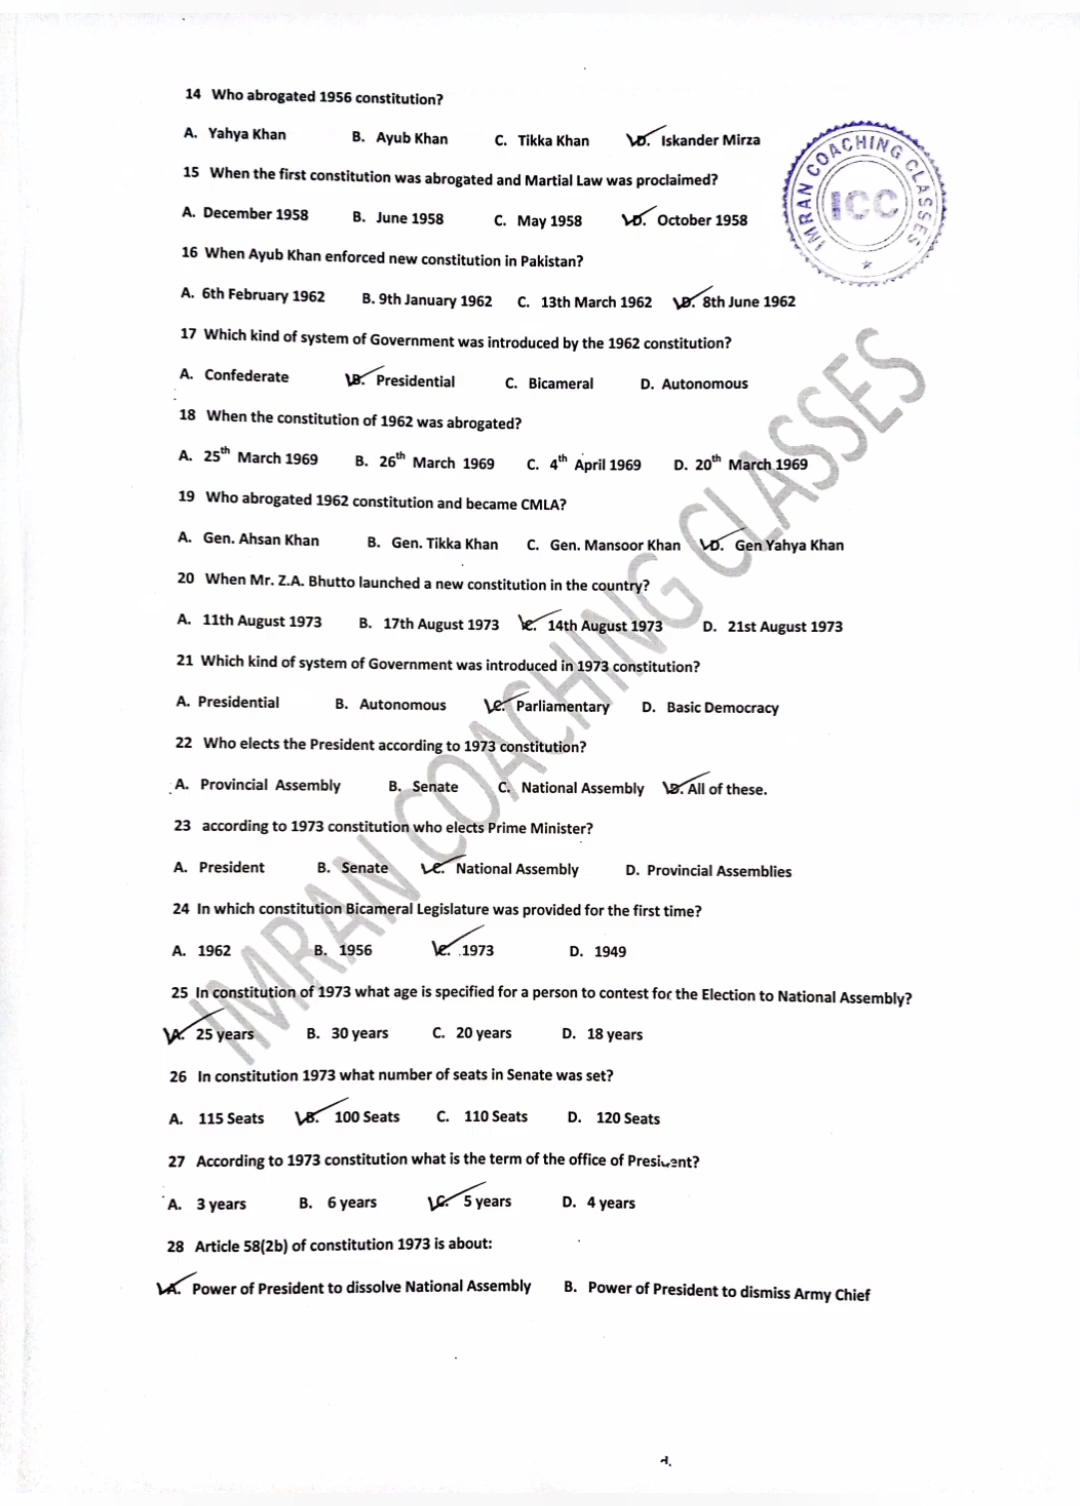 14 Who abrogated 1956 constitution?
A. Yahya Khan B. Ayub Khan C. Tikka Khan D. Iskander Mirza
15 When the first constitution was abrogated and Martial Law was proclaimed?
A. December 1958 B. June 1958 C. May 1958 D. October 1958
16 When Ayub Khan enforced new constitution in Pakistan?
A. 6th February 1962 B. 9th January 1962 C. 13th March 1962 D. 8th June 1962
17 Which kind of system of Government was introduced by the 1962 constitution?
A. Confederate B. Presidential C. Bicameral D. Autonomous
18 When the constitution of 1962 was abrogated?
A. 25th March 1969 B. 26th March 1969 C. 4th April 1969 D. 20th March 1969
19 Who abrogated 1962 constitution and became CMLA?
A. Gen. Ahsan Khan B. Gen. Tikka Khan C. Gen. Mansoor Khan D. Gen Yahya Khan
20 When Mr. Z.A. Bhutto launched a new constitution in the country?
A. 11th August 1973 B. 17th August 1973 C. 14th August 1973 D. 21st August 1973
21 Which kind of system of Government was introduced in 1973 constitution?
A. Presidential B. Autonomous C. Parliamentary D. Basic Democracy
22 Who elects the President according to 1973 constitution?
A. Provincial Assembly B. Senate C. National Assembly D. All of these.
23 according to 1973 constitution who elects Prime Minister?
A. President B. Senate C. National Assembly D. Provincial Assemblies
24 In which constitution Bicameral Legislature was provided for the first time?
A. 1962 B. 1956 C. 1973 D. 1949
25 In constitution of 1973 what age is specified for a person to contest for the Election to National Assembly?
A. 25 years B. 30 years C. 20 years D. 18 years
26 In constitution 1973 what number of seats in Senate was set?
A. 115 Seats B. 100 Seats C. 110 Seats D. 120 Seats
27 According to 1973 constitution what is the term of the office of President?
A. 3 years B. 6 years C. 5 years D. 4 years
28 Article 58(2b) of constitution 1973 is about:
A. Power of President to dissolve National Assembly B. Power of President to dismiss Army Chief
IMRAN COACHING CLASSES
ICC
IMRAN COACHING CLASSES